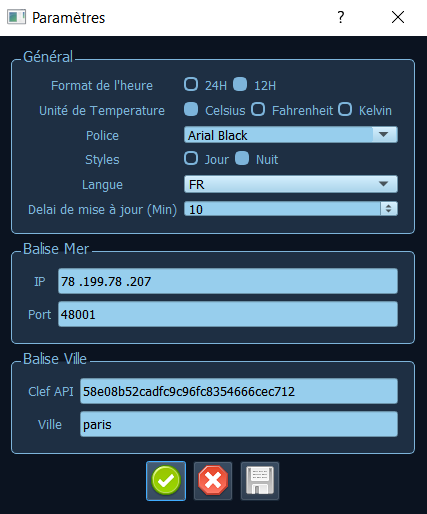 Paramètres ?
Général
Format de l'heure 24H 12H
Unité de Temperature Celsius Fahrenheit Kelvin
Police Arial Black
Styles Jour Nuit
Langue FR
Delai de mise à jour (Min) 10
Balise Mer
IP 78 .199.78 .207
Port 48001
Balise Ville
Clef API 58e08b52cadfc9c96fc8354666cec712
Ville paris